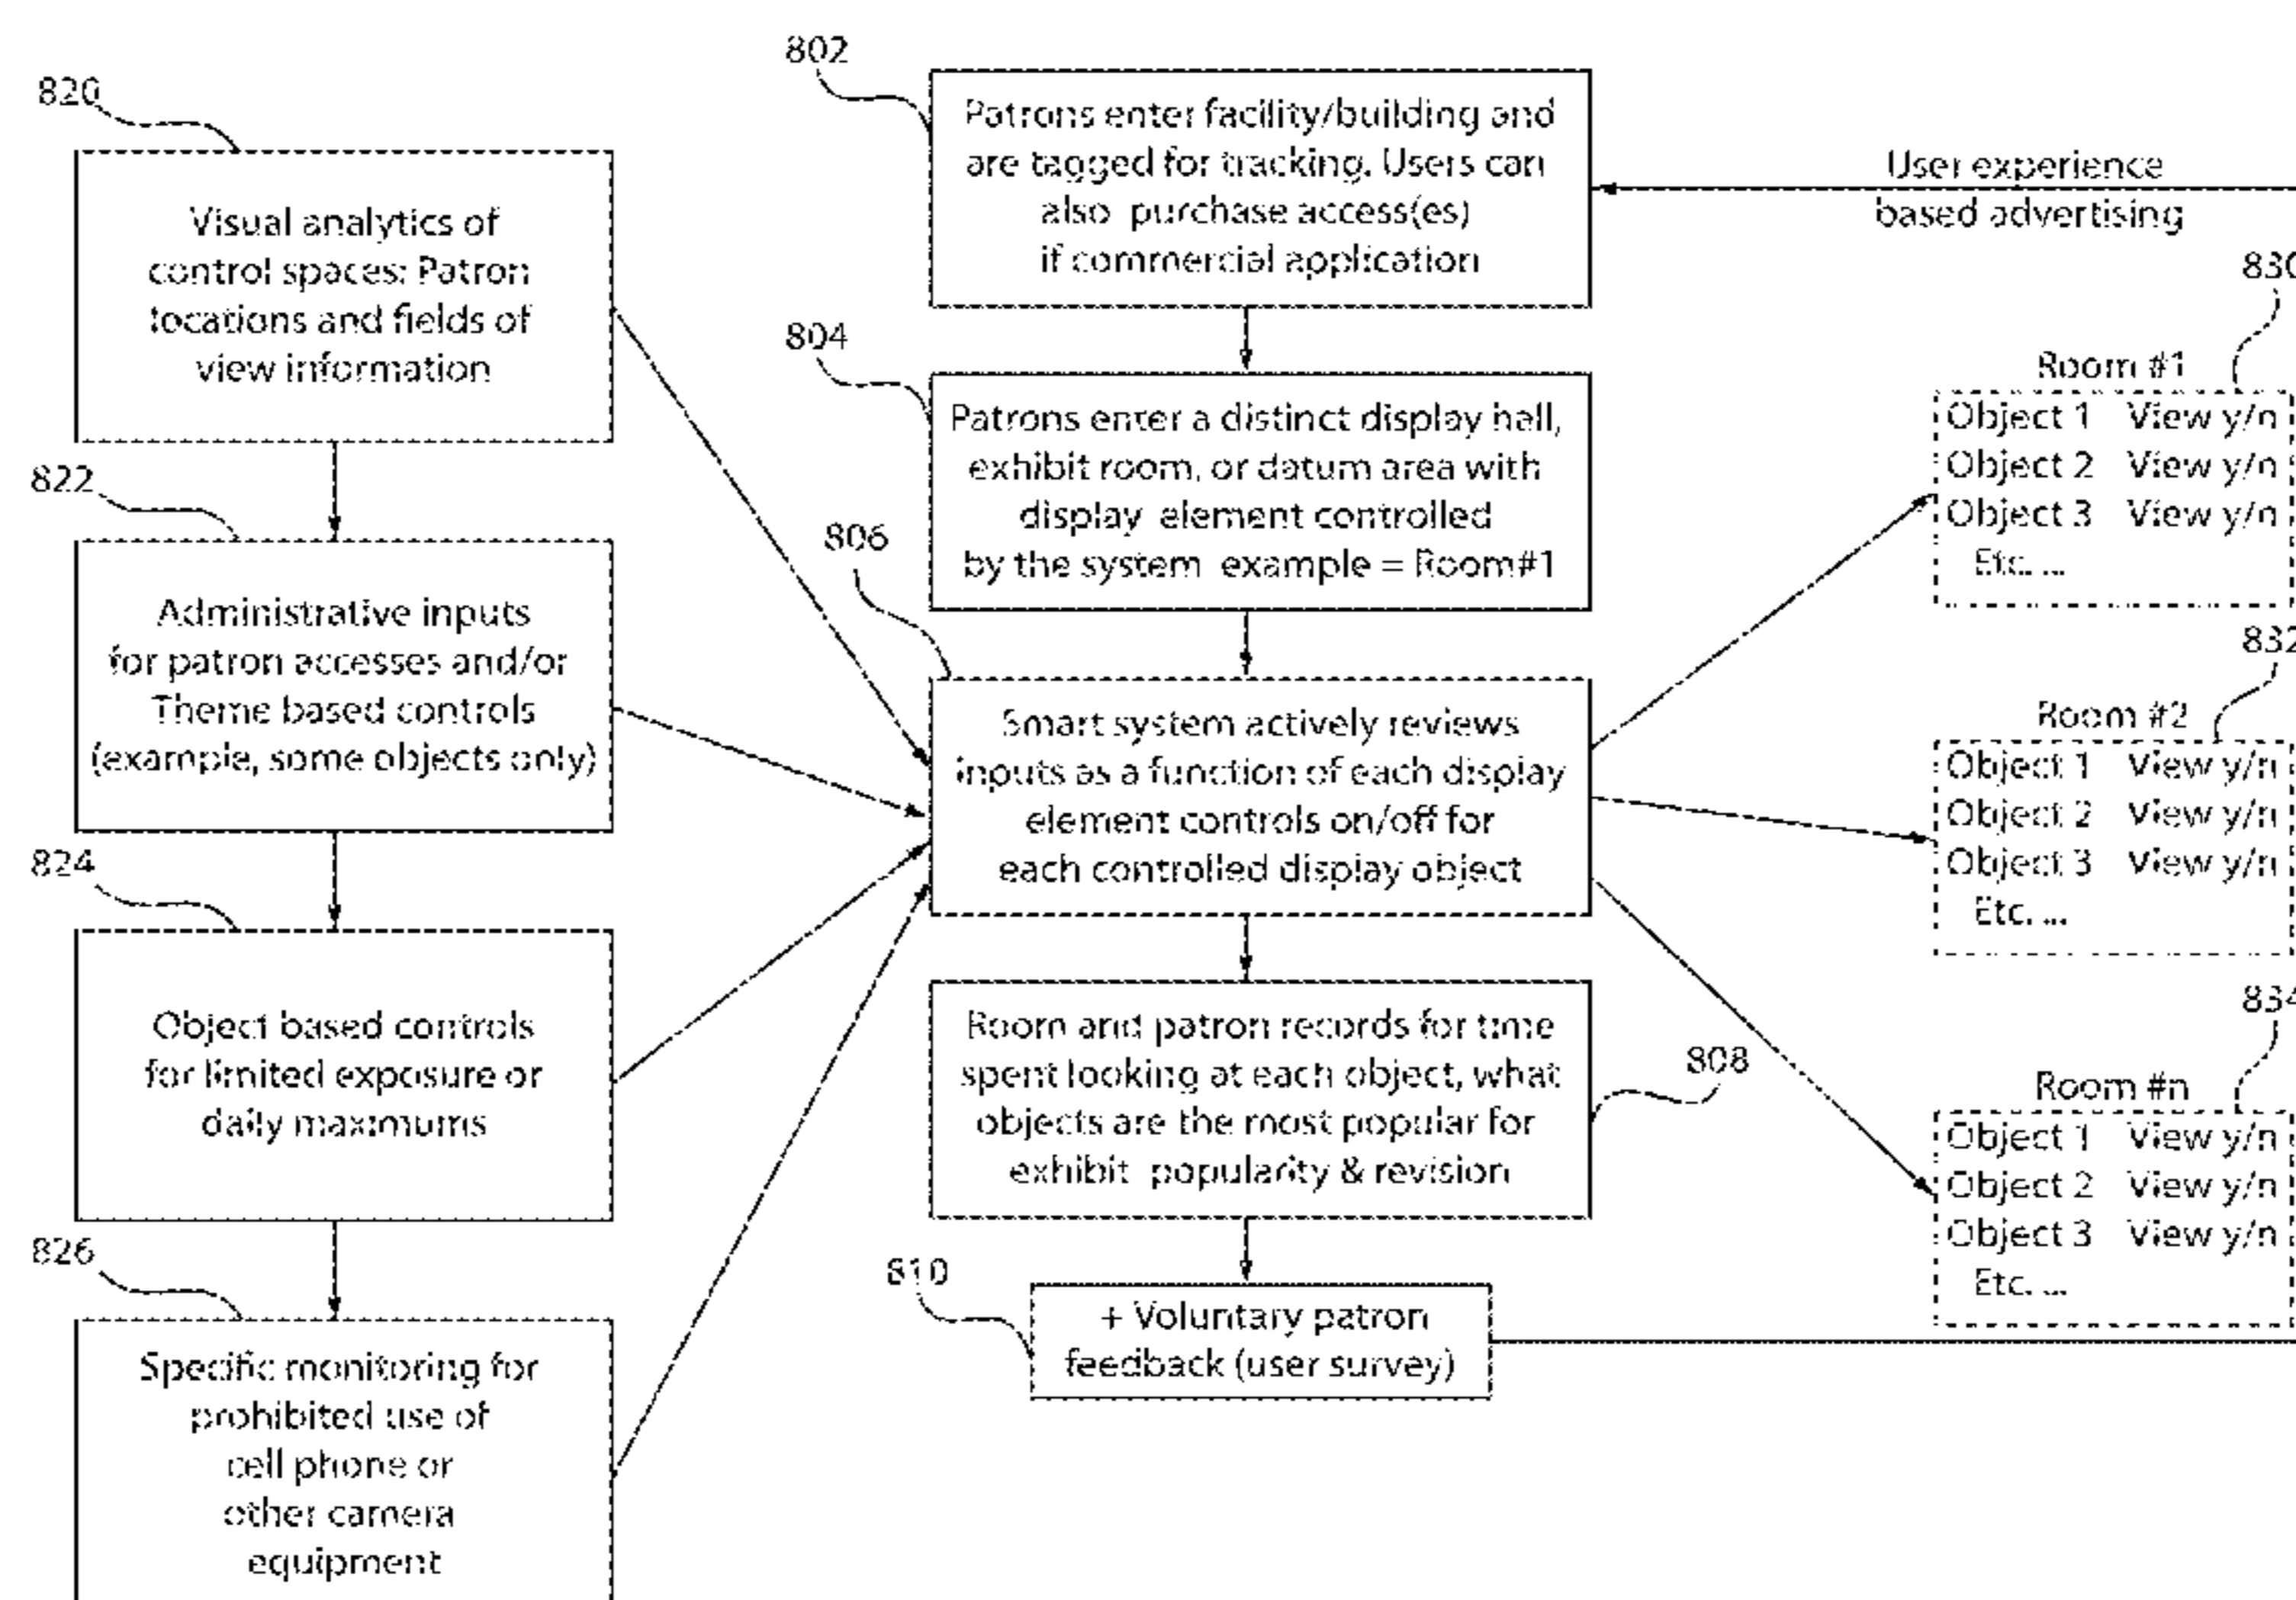 820
Visual analytics of
control spaces: Patron
locations and fields of
view information
822
Administrative inputs
for patron accesses and/or
Theme based controls
(example, some objects only)
824
Object based controls
for limited exposure or
daily maximums
826
Specific monitoring for
prohibited use of
cell phone or
other camera
equipment
802
Patrons enter facility/building and
are tagged for tracking. Users can
also purchase access(es)
if commercial application
804
Patrons enter a distinct display hall,
exhibit room, or datum area with
display element controlled
by the system example = Room#1
806
Smart system actively reviews
inputs as a function of each display
element controls on/off for
each controlled display object
808
Room and patron records for time
spent looking at each object, what
objects are the most popular for
exhibit popularity & revision
810
+ Voluntary patron
feedback (user survey)
User experience
based advertising
830
Room #1
Object 1 View y/n
Object 2 View y/n
Object 3 View y/n
Etc. ...
832
Room #2
Object 1 View y/n
Object 2 View y/n
Object 3 View y/n
Etc. ...
834
Room #n
Object 1 View y/n
Object 2 View y/n
Object 3 View y/n
Etc. ...